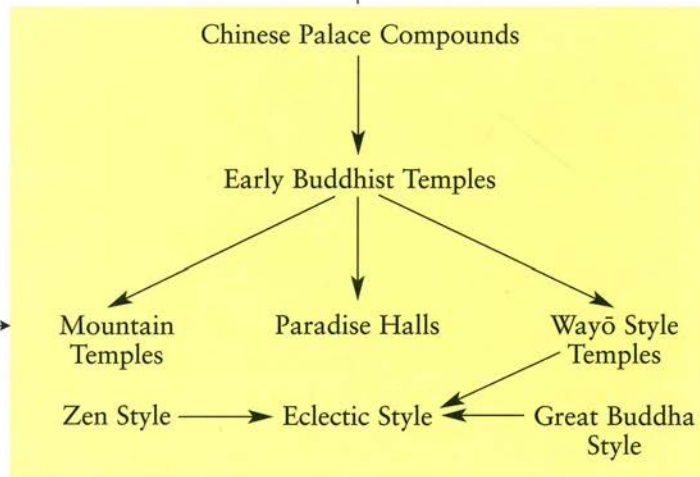 Chinese Palace Compounds
Early Buddhist Temples
Mountain
Temples
Paradise Halls
Wayō Style
Temples
Zen Style
Eclectic Style
Great Buddha
Style